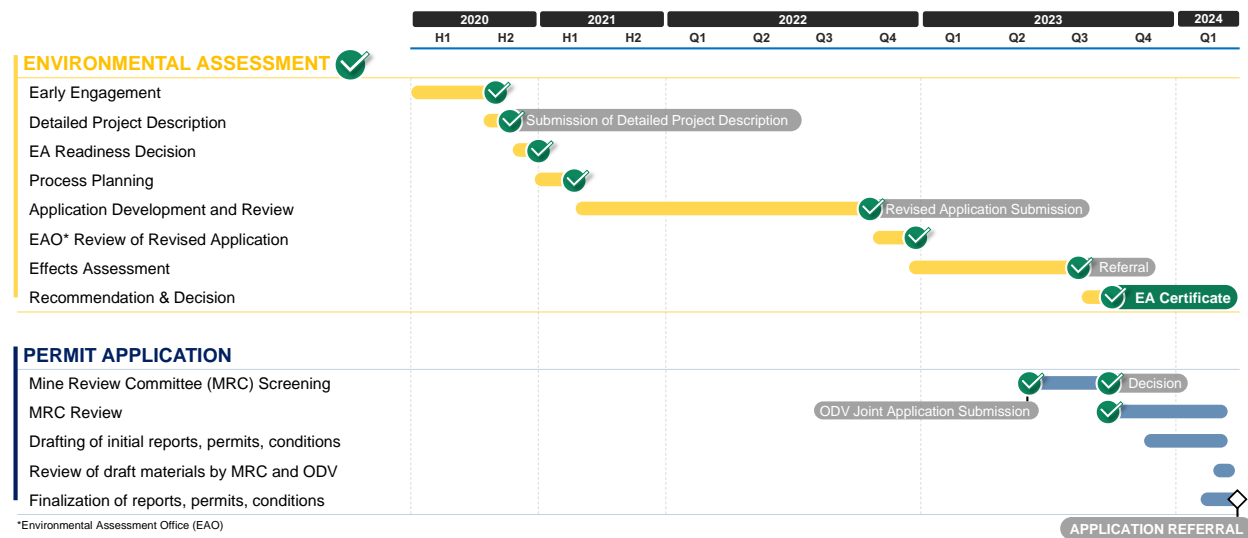 2020 2021 2022 2023 2024
H1 H2 H1 H2 Q1 Q2 Q3 Q4 Q1 Q2 Q3 Q4 Q1
ENVIRONMENTAL ASSESSMENT
Early Engagement
Detailed Project Description Submission of Detailed Project Description
EA Readiness Decision
Process Planning
Application Development and Review Revised Application Submission
EAO* Review of Revised Application
Effects Assessment Referral
Recommendation & Decision EA Certificate
PERMIT APPLICATION
Mine Review Committee (MRC) Screening Decision
MRC Review ODV Joint Application Submission
Drafting of initial reports, permits, conditions
Review of draft materials by MRC and ODV
Finalization of reports, permits, conditions
*Environmental Assessment Office (EAO)
APPLICATION REFERRAL